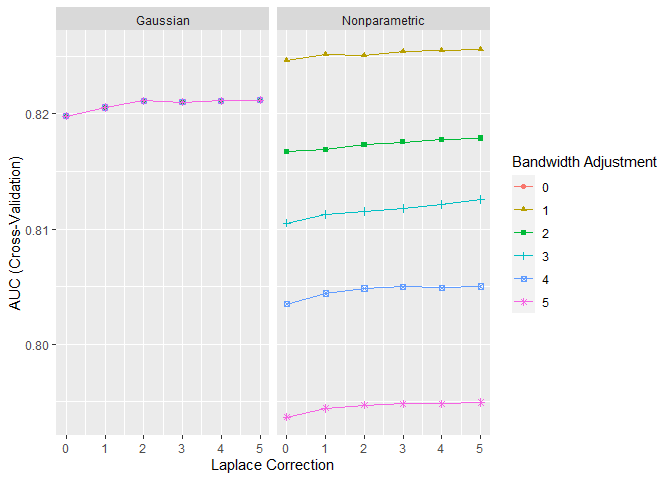 Gaussian Nonparametric
AUC (Cross-Validation)
0.82
0.81
0.80
0 1 2 3 4 5 0 1 2 3 4 5
Laplace Correction
Bandwidth Adjustment
0
1
2
3
4
5